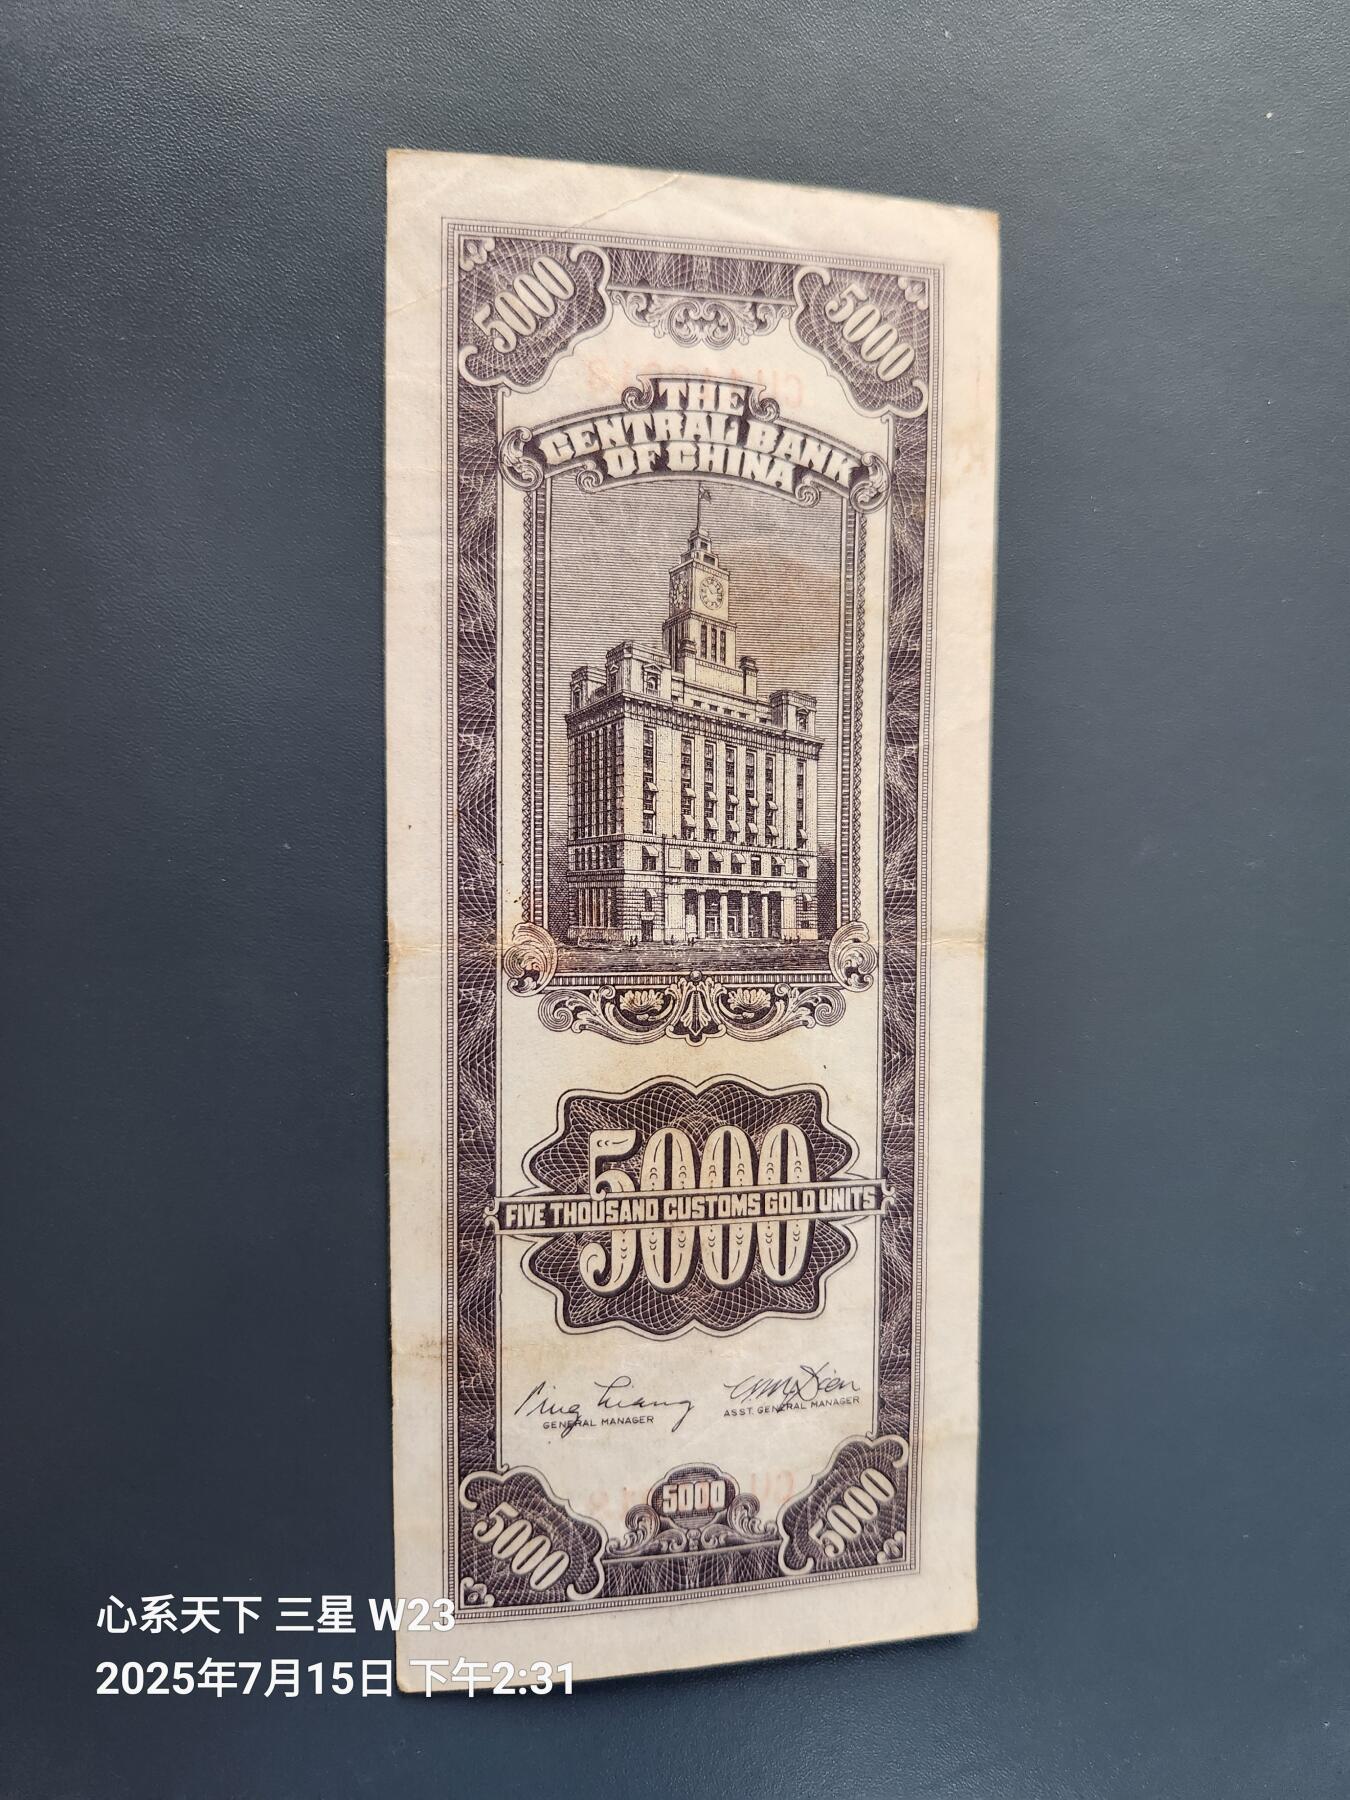 5000
5000
THE
CENTRAL BANK
OF CHINA
5000
FIVE THOUSAND CUSTOMS GOLD UNITS
GENERAL MANAGER
ASST. GENERAL MANAGER
5000
5000
5000
心系天下 三星 W23
2025年7月15日 下午2:31